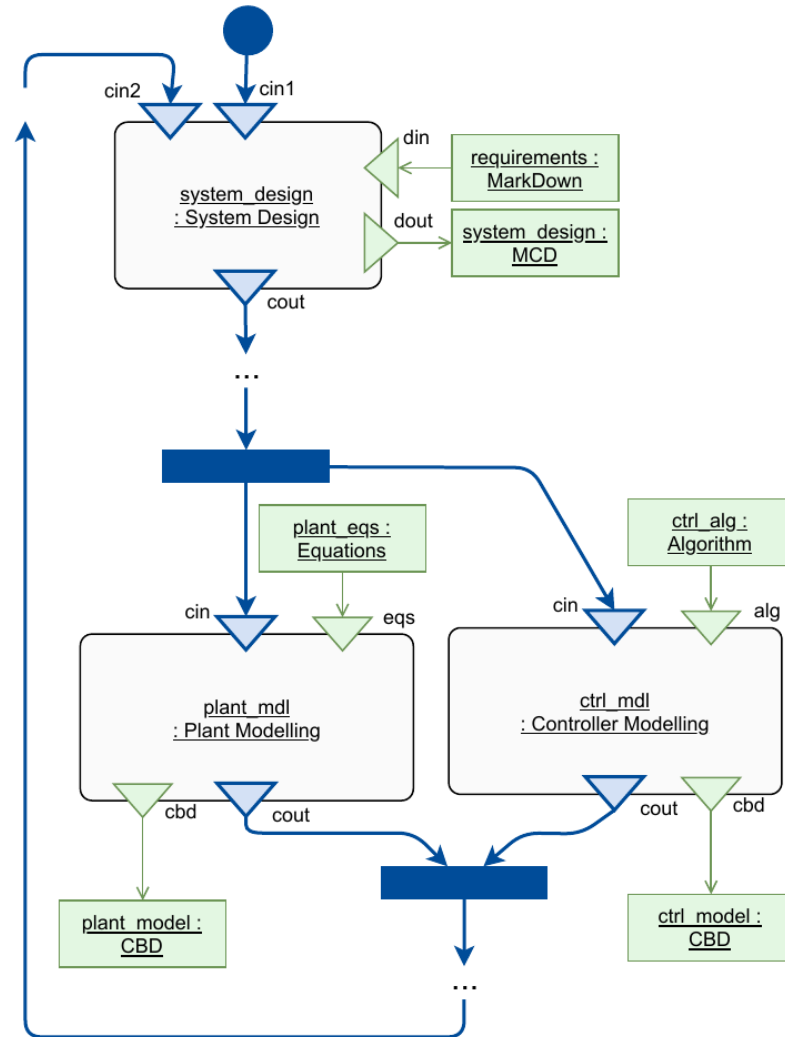 cin2
cin1
din
requirements :
MarkDown
system_design
: System Design
dout
system_design :
MCD
cout
...
plant_eqs :
Equations
ctrl_alg :
Algorithm
cin
eqs
cin
alg
plant_mdl
: Plant Modelling
ctrl_mdl
: Controller Modelling
cbd
cout
cout
cbd
plant_model :
CBD
ctrl_model :
CBD
...